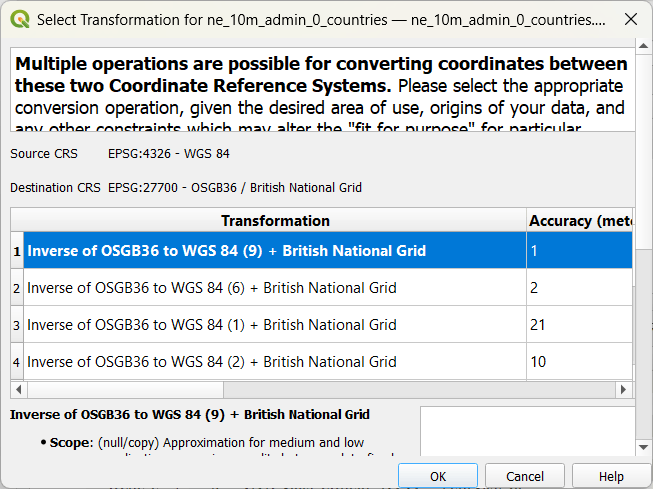 Select Transformation for ne_10m_admin_0_countries — ne_10m_admin_0_countries....
Multiple operations are possible for converting coordinates between
these two Coordinate Reference Systems. Please select the appropriate
conversion operation, given the desired area of use, origins of your data, and
any other constraints which may alter the "fit for purpose" for particular
Source CRS EPSG:4326 - WGS 84
Destination CRS EPSG:27700 - OSGB36 / British National Grid
Transformation Accuracy (mete
1 Inverse of OSGB36 to WGS 84 (9) + British National Grid 1
2 Inverse of OSGB36 to WGS 84 (6) + British National Grid 2
3 Inverse of OSGB36 to WGS 84 (1) + British National Grid 21
4 Inverse of OSGB36 to WGS 84 (2) + British National Grid 10
Inverse of OSGB36 to WGS 84 (9) + British National Grid
• Scope: (null/copy) Approximation for medium and low
OK Cancel Help